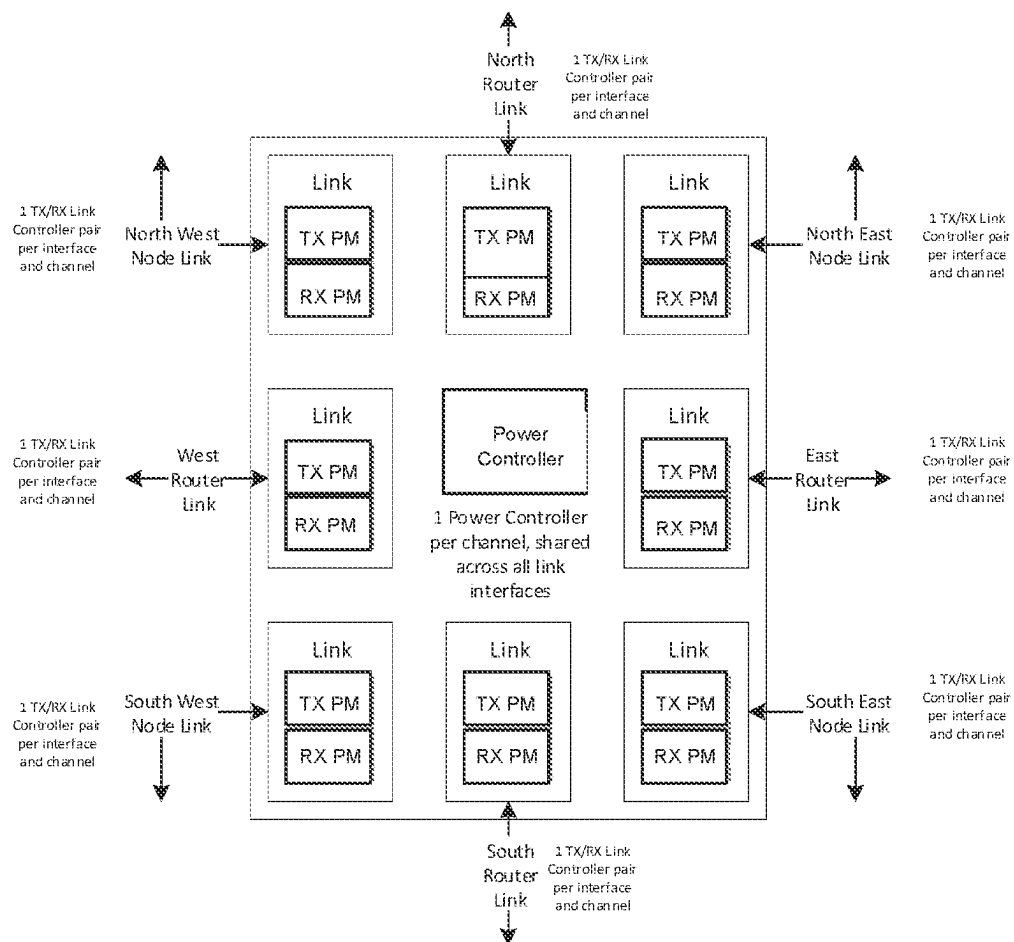 North
Router
Link
1 TX/RX Link
Controller pair
per interface
and channel
1 TX/RX Link
Controller pair
per interface
and channel
North West
Node Link
Link
TX PM
RX PM
Link
TX PM
RX PM
Link
TX PM
RX PM
North East
Node Link
1 TX/RX Link
Controller pair
per interface
and channel
1 TX/RX Link
Controller pair
per interface
and channel
West
Router
Link
Link
TX PM
RX PM
Power
Controller
1 Power Controller
per channel, shared
across all link
interfaces
Link
TX PM
RX PM
East
Router
Link
1 TX/RX Link
Controller pair
per interface
and channel
1 TX/RX Link
Controller pair
per interface
and channel
South West
Node Link
Link
TX PM
RX PM
Link
TX PM
RX PM
Link
TX PM
RX PM
South East
Node Link
1 TX/RX Link
Controller pair
per interface
and channel
South
Router
Link
1 TX/RX Link
Controller pair
per interface
and channel